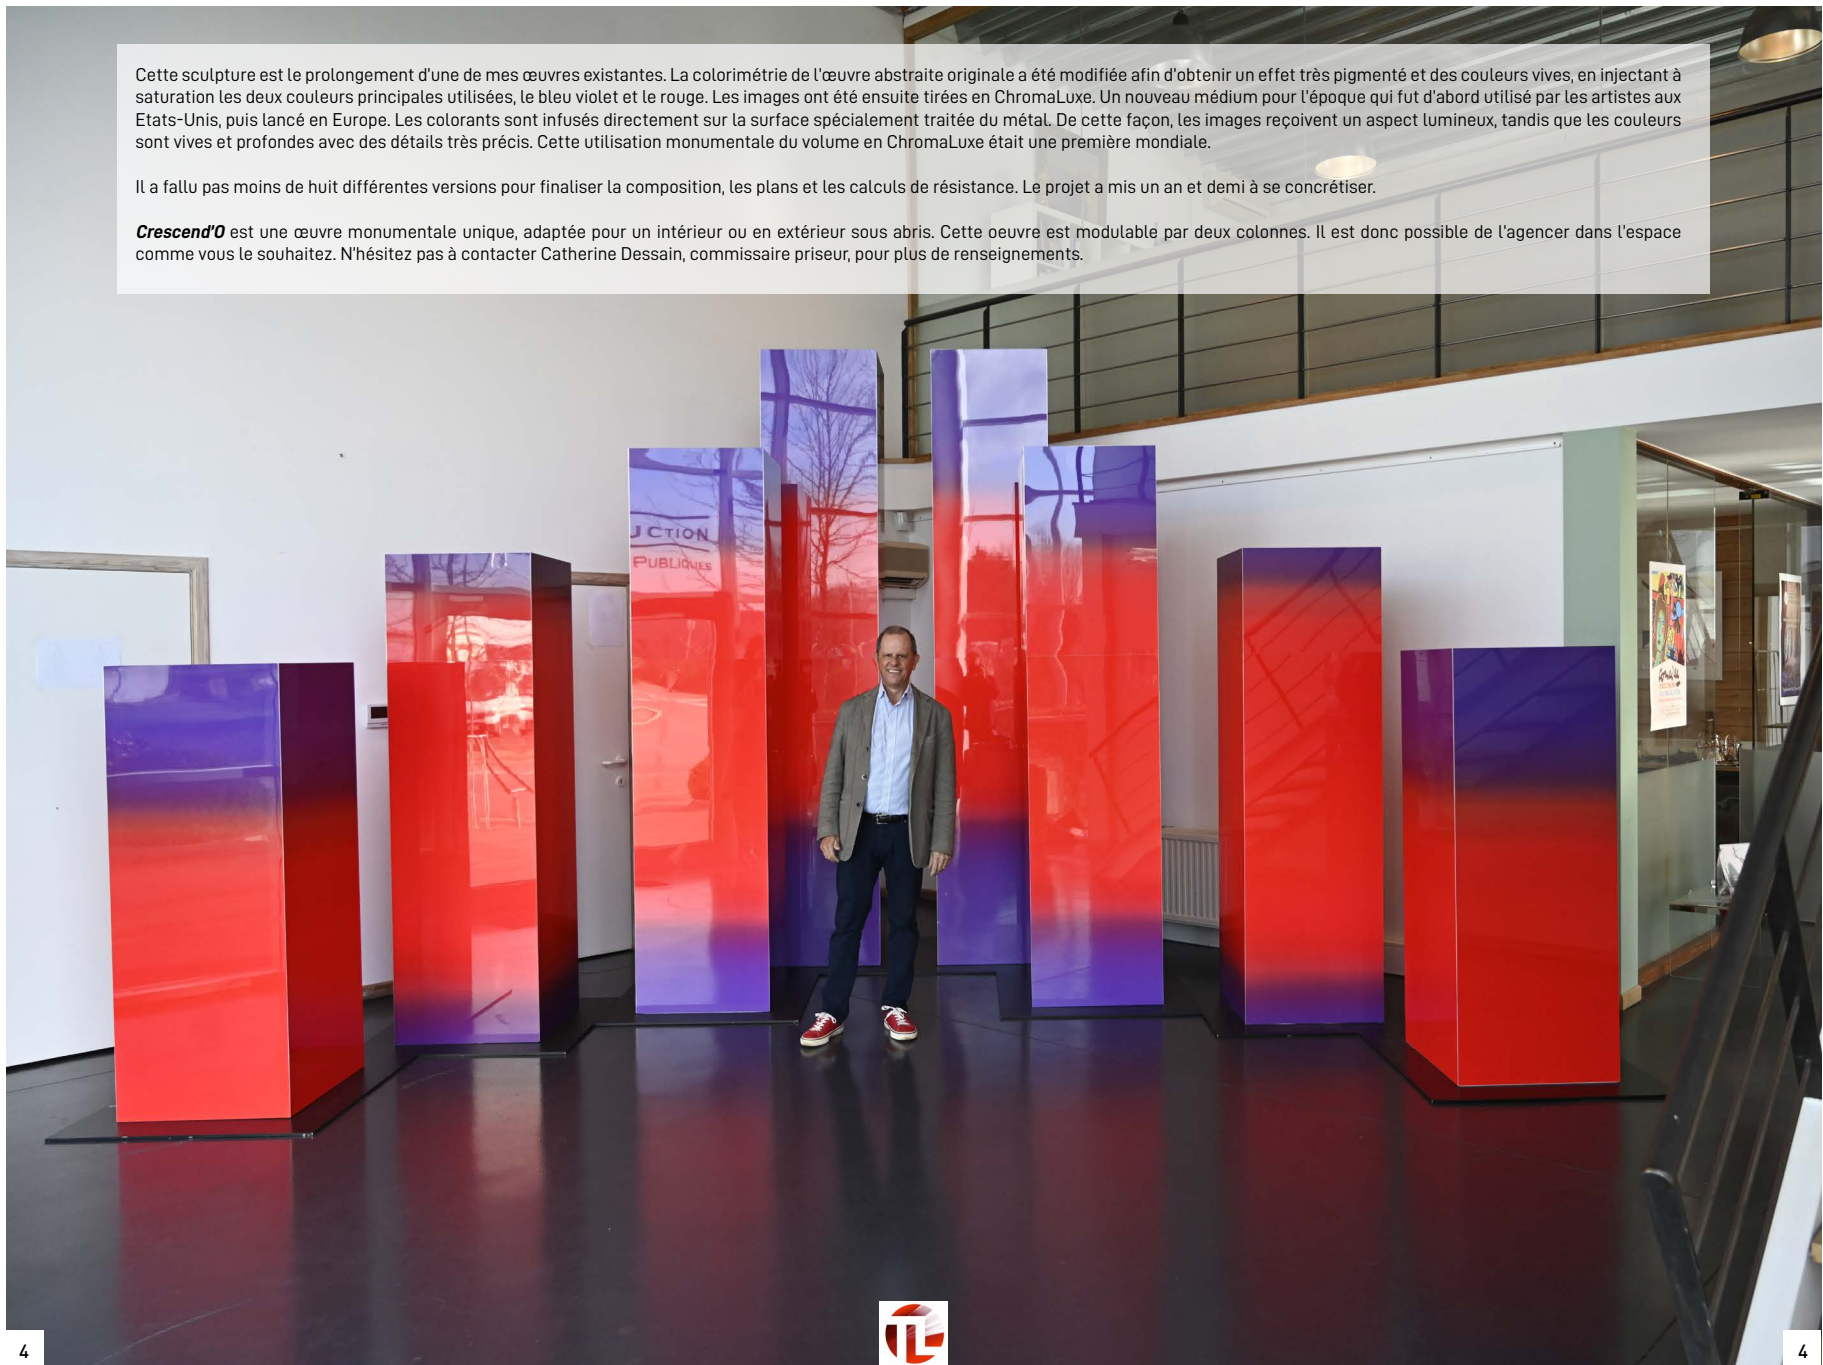 Cette sculpture est le prolongement d'une de mes œuvres existantes. La colorimétrie de l'œuvre abstraite originale a été modifiée afin d'obtenir un effet très pigmenté et des couleurs vives, en injectant à
saturation les deux couleurs principales utilisées, le bleu violet et le rouge. Les images ont été ensuite tirées en ChromaLuxe. Un nouveau médium pour l'époque qui fut d'abord utilisé par les artistes aux
Etats-Unis, puis lancé en Europe. Les colorants sont infusés directement sur la surface spécialement traitée du métal. De cette façon, les images reçoivent un aspect lumineux, tandis que les couleurs
sont vives et profondes avec des détails très précis. Cette utilisation monumentale du volume en ChromaLuxe était une première mondiale.
Il a fallu pas moins de huit différentes versions pour finaliser la composition, les plans et les calculs de résistance. Le projet a mis un an et demi à se concrétiser.
Crescend'O est une œuvre monumentale unique, adaptée pour un intérieur ou en extérieur sous abris. Cette oeuvre est modulable par deux colonnes. Il est donc possible de l'agencer dans l'espace
comme vous le souhaitez. N'hésitez pas à contacter Catherine Dessain, commissaire priseur, pour plus de renseignements.
UCTION
PUBLIQUES
4
TL
4